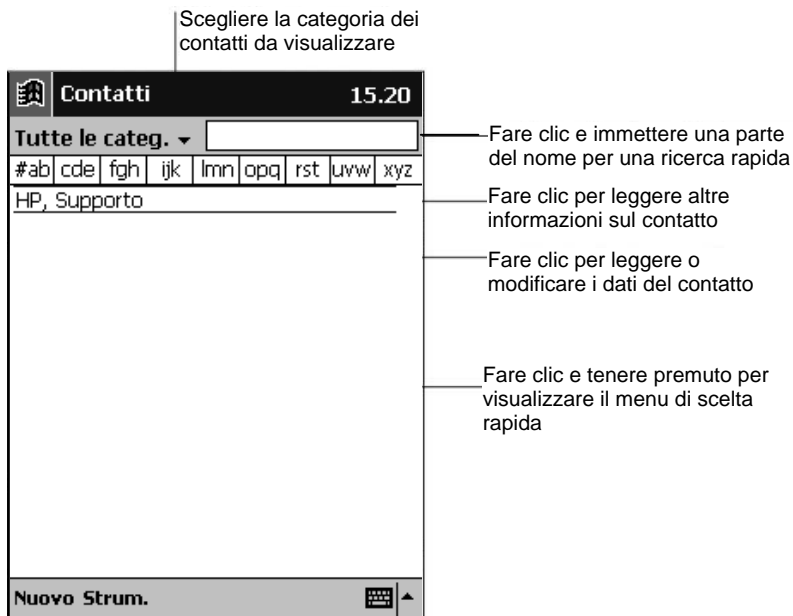 Scegliere la categoria dei
contatti da visualizzare
Contatti 15.20
Tutte le categ.
#ab cde fgh ijk lmn opq rst uvw xyz
HP, Supporto
Fare clic e immettere una parte
del nome per una ricerca rapida
Fare clic per leggere altre
informazioni sul contatto
Fare clic per leggere o
modificare i dati del contatto
Fare clic e tenere premuto per
visualizzare il menu di scelta
rapida
Nuovo Strum.